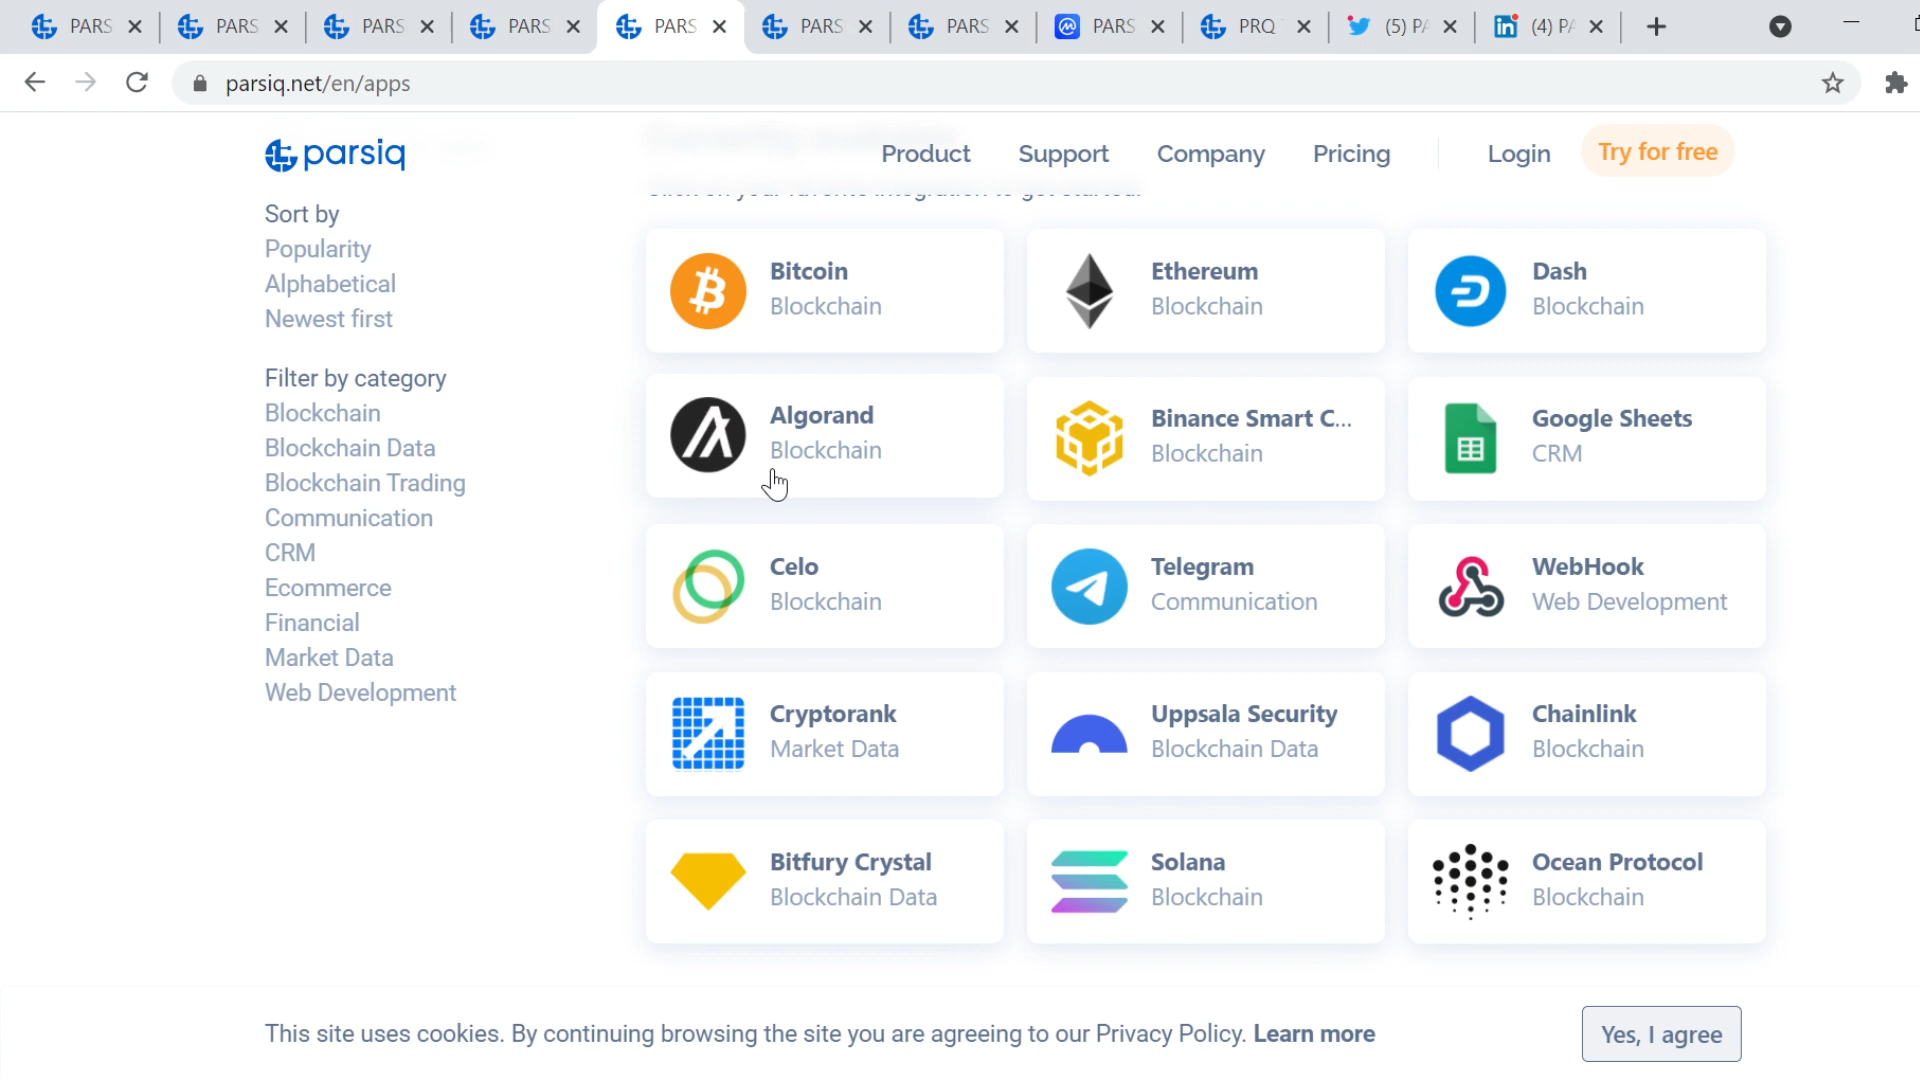 PARS PARS PARS PARS PARS PARS PARS PARS PRQ (5) PA (4) PA
parsiq.net/en/apps
parsiq Product Support Company Pricing Login Try for free
Sort by
Popularity
Alphabetical
Newest first
Filter by category
Blockchain
Blockchain Data
Blockchain Trading
Communication
CRM
Ecommerce
Financial
Market Data
Web Development
Bitcoin
Blockchain
Ethereum
Blockchain
Dash
Blockchain
Algorand
Blockchain
Binance Smart C...
Blockchain
Google Sheets
CRM
Celo
Blockchain
Telegram
Communication
WebHook
Web Development
Cryptorank
Market Data
Uppsala Security
Blockchain Data
Chainlink
Blockchain
Bitfury Crystal
Blockchain Data
Solana
Blockchain
Ocean Protocol
Blockchain
This site uses cookies. By continuing browsing the site you are agreeing to our Privacy Policy. Learn more
Yes, I agree